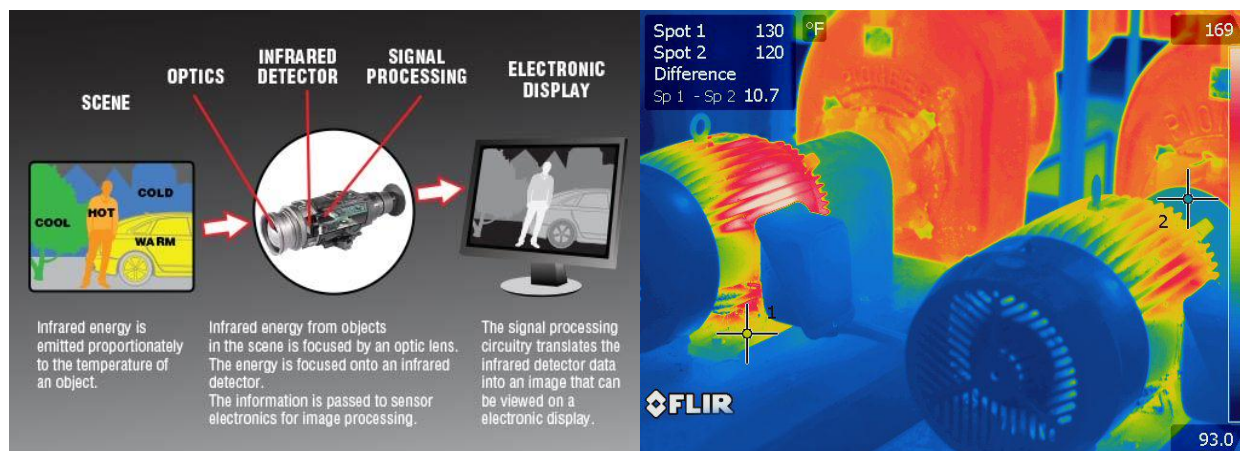 SCENE
OPTICS
INFRARED
DETECTOR
SIGNAL
PROCESSING
ELECTRONIC
DISPLAY
COLD
COOL
HOT
WARM
Infrared energy is
emitted proportionately
to the temperature of
an object.
Infrared energy from objects
in the scene is focused by an optic lens.
The energy is focused onto an infrared
detector.
The information is passed to sensor
electronics for image processing.
The signal processing
circuitry translates the
infrared detector data
into an image that can
be viewed on a
electronic display.
Spot 1 130 °F
Spot 2 120
Difference
Sp 1 - Sp 2 10.7
169
PIONEER
1
2
FLIR
93.0